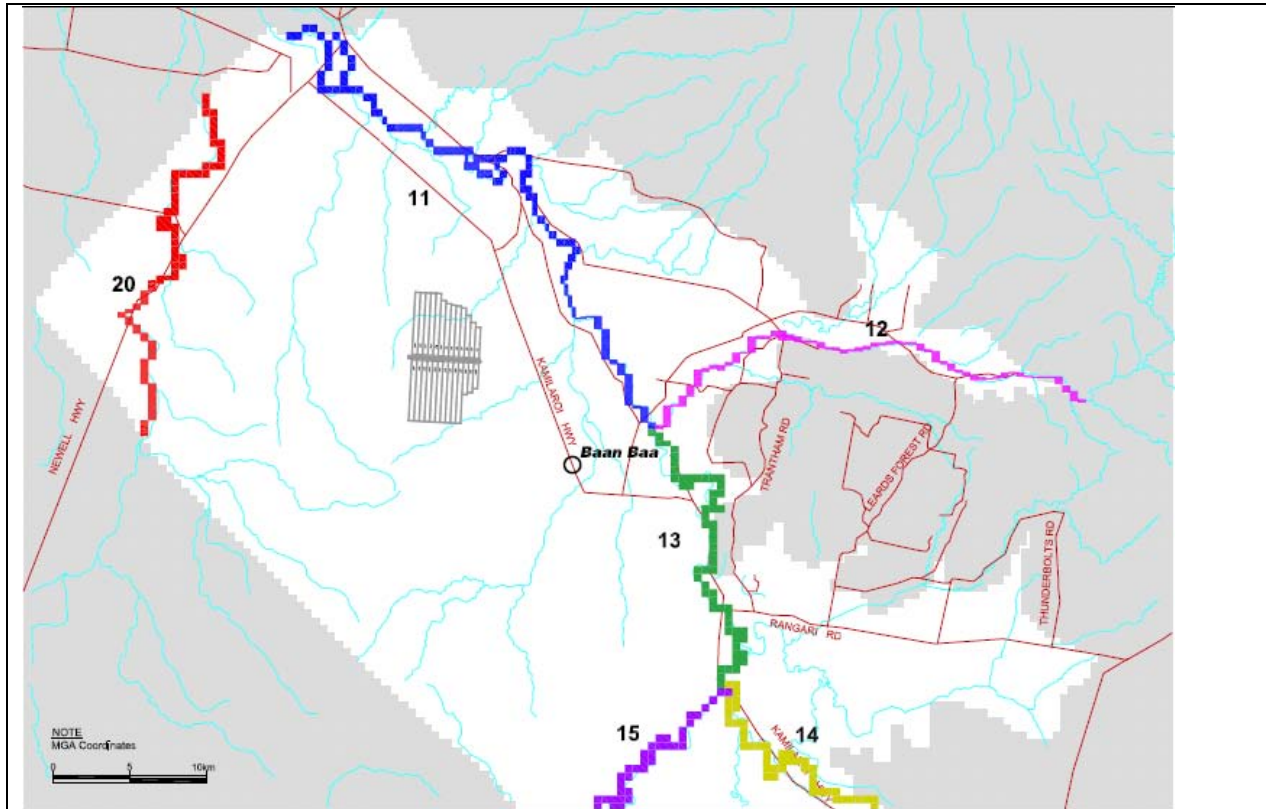 11
12
20
KAMILAROI HWY
NEWELL HWY
Baan Baa
TRANTHAM RD
LEARDS FOREST RD
13
THUNDERBOLTS RD
RANGARI RD
15
14
NOTE
MGA Coordinates
0 5 10km